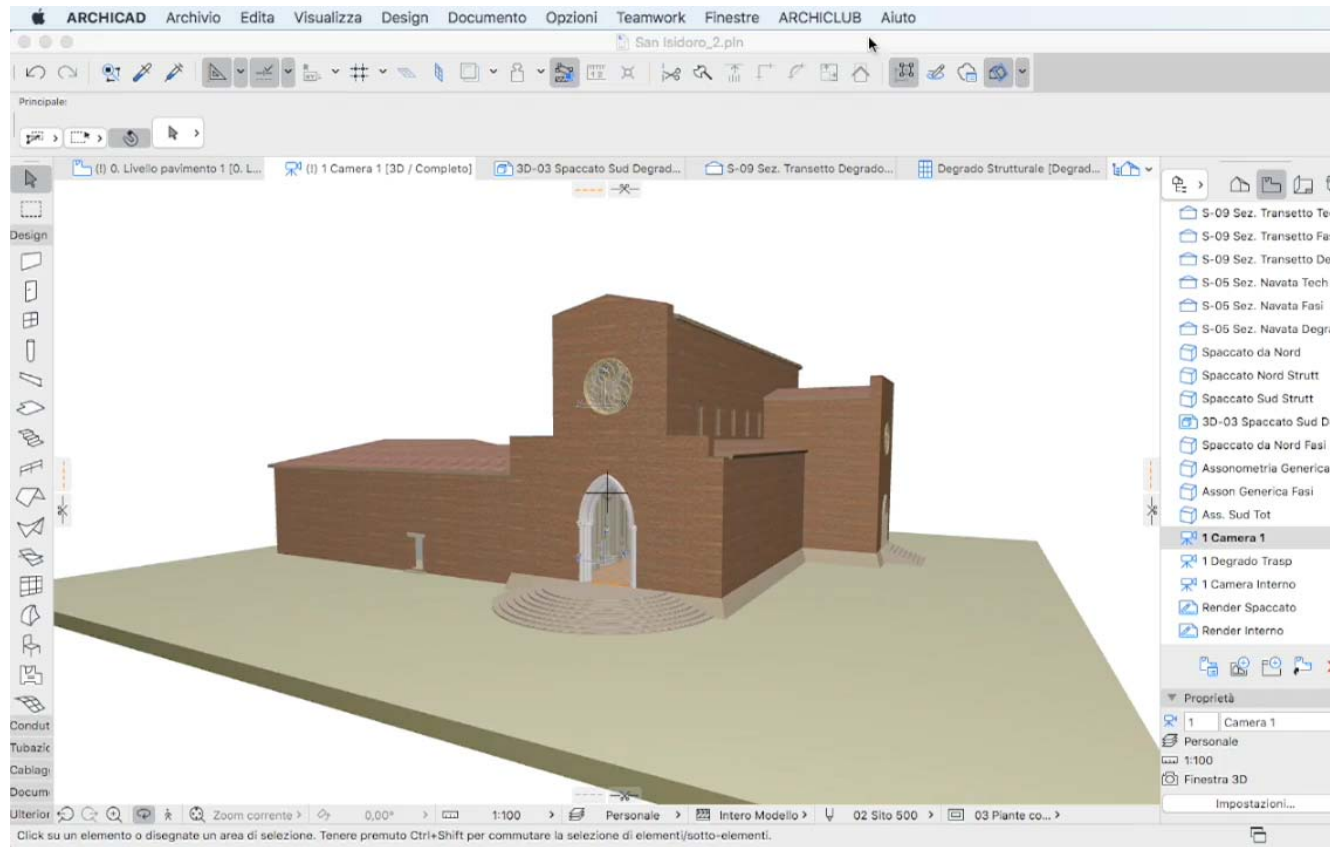 ARCHICAD Archivio Edita Visualizza Design Documento Opzioni Teamwork Finestre ARCHICLUB Aiuto
San Isidoro_2.pln
Principale:
(!) 0. Livello pavimento 1 [0. L... (!) 1 Camera 1 [3D / Completo] 3D-03 Spaccato Sud Degrad... S-09 Sez. Transetto Degrado... Degrado Strutturale [Degrad...
Design
S-09 Sez. Transetto Te
S-09 Sez. Transetto Fa
S-09 Sez. Transetto De
S-05 Sez. Navata Tech
S-05 Sez. Navata Fasi
S-05 Sez. Navata Degra
Spaccato da Nord
Spaccato Nord Strutt
Spaccato Sud Strutt
3D-03 Spaccato Sud D
Spaccato da Nord Fasi
Assonometria Generica
Asson Generica Fasi
Ass. Sud Tot
1 Camera 1
1 Degrado Trasp
1 Camera Interno
Render Spaccato
Render Interno
Proprietà
1 Camera 1
Personale
1:100
Finestra 3D
Impostazioni...
Condut
Tubazic
Cablag
Docum
Ulterior Zoom corrente 0,00° 1:100 Personale Intero Modello 02 Sito 500 03 Piante co...
Click su un elemento o disegnate un area di selezione. Tenere premuto Ctrl+Shift per commutare la selezione di elementi/sotto-elementi.